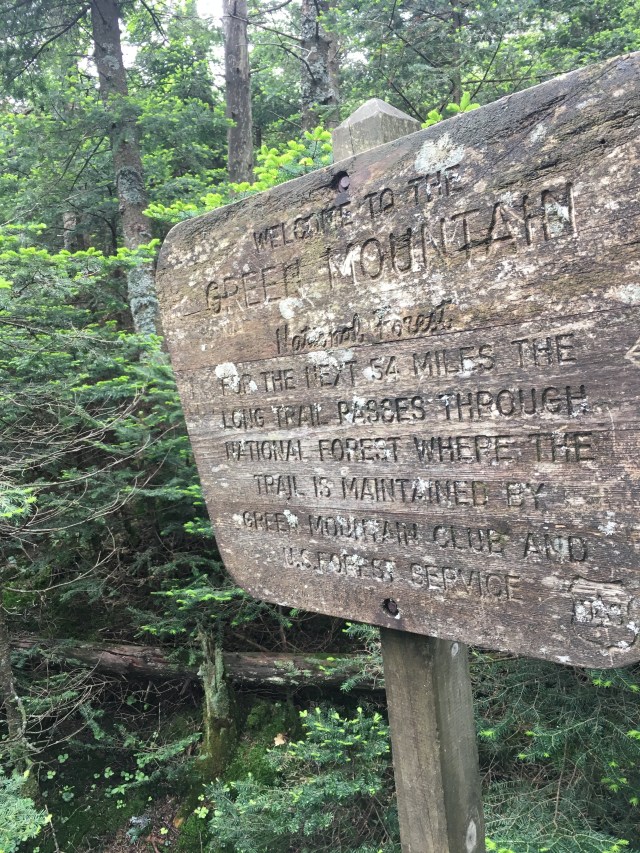 WELCOME TO THE
GREEN MOUNTAIN
National Forest
FOR THE NEXT 54 MILES THE
LONG TRAIL PASSES THROUGH
NATIONAL FOREST WHERE THE
TRAIL IS MAINTAINED BY
GREEN MOUNTAIN CLUB AND
U.S. FOREST SERVICE